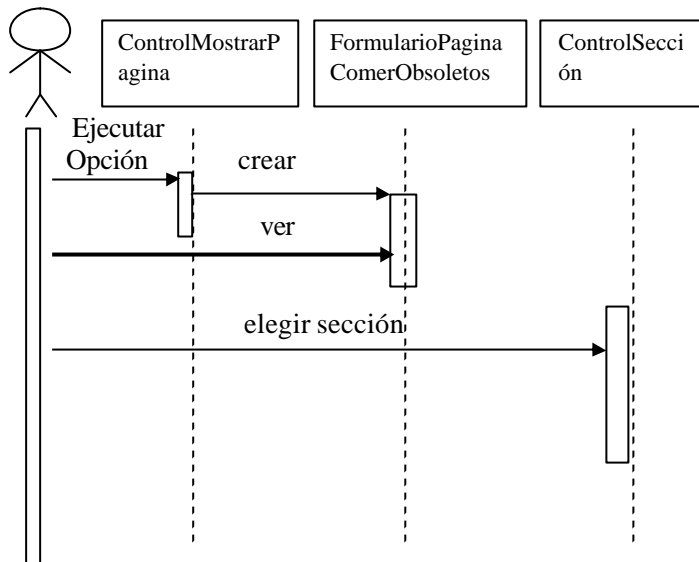 ControlMostrarP
agina
FormularioPagina
ComerObsoletos
ControlSecci
ón
Ejecutar
Opción
crear
ver
elegir sección